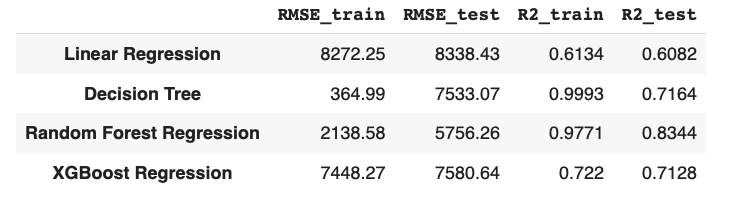 RMSE_train RMSE_test R2_train R2_test
Linear Regression 8272.25 8338.43 0.6134 0.6082
Decision Tree 364.99 7533.07 0.9993 0.7164
Random Forest Regression 2138.58 5756.26 0.9771 0.8344
XGBoost Regression 7448.27 7580.64 0.722 0.7128